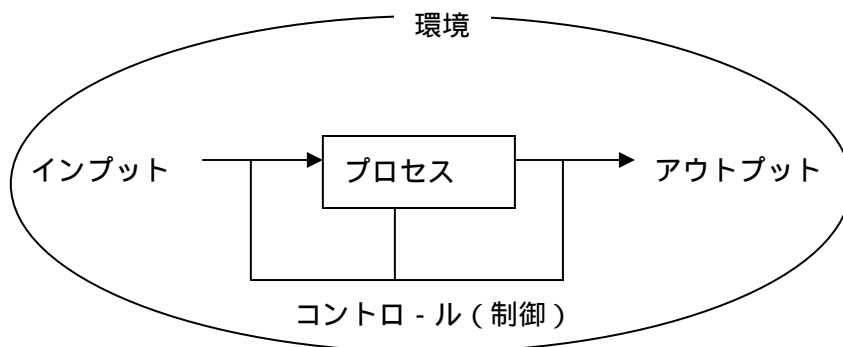 環境
インプット
プロセス
アウトプット
コントロ - ル ( 制御 )